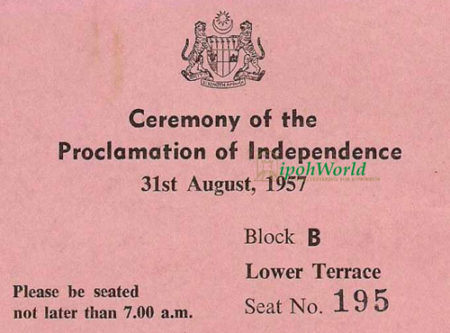 Ceremony of the
Proclamation of Independence
ipohWorld
31st August, 1957
Block B
Lower Terrace
Seat No. 195
Please be seated
not later than 7.00 a.m.